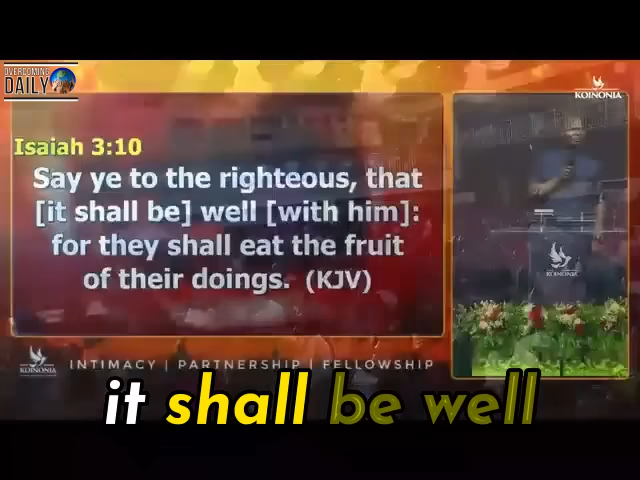 OVERCOMING
DAILY
KOINONIA
Isaiah 3:10
Say ye to the righteous, that
[it shall be] well [with him]:
for they shall eat the fruit
of their doings. (KJV)
KOINONIA
KOINONIA
INTIMACY | PARTNERSHIP | FELLOWSHIP
it shall be well